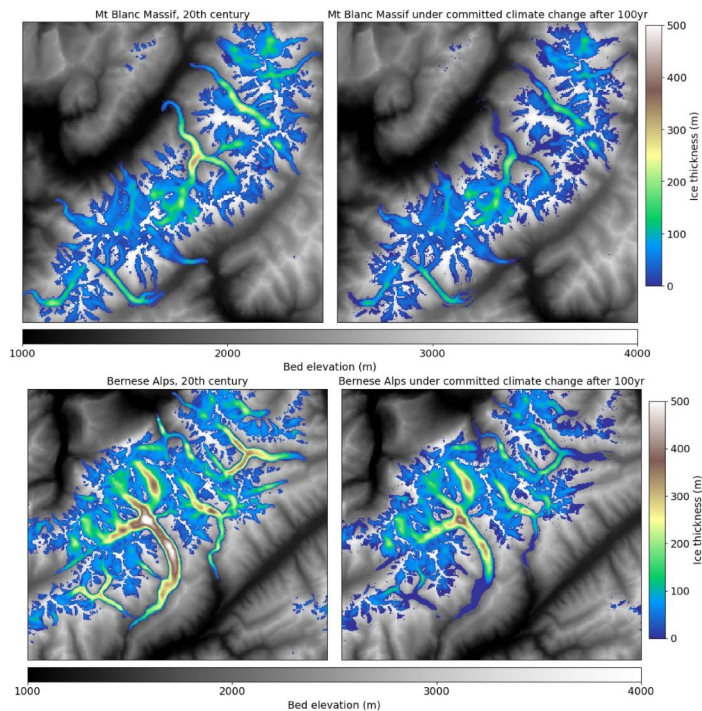 Mt Blanc Massif, 20th century
Mt Blanc Massif under committed climate change after 100yr
500
400
300
200
100
0
Ice thickness (m)
1000
2000
3000
4000
Bed elevation (m)
Bernese Alps, 20th century
Bernese Alps under committed climate change after 100yr
500
400
300
200
100
0
Ice thickness (m)
1000
2000
3000
4000
Bed elevation (m)